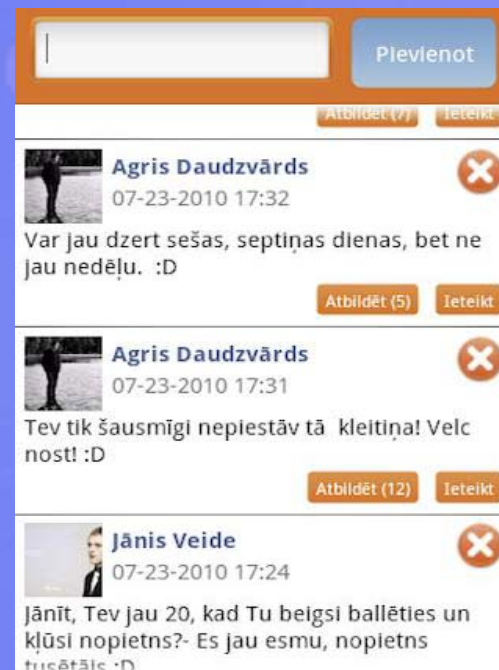 Pievienot
Atbildēt (7) Ieteikt
Agris Daudzvārds
07-23-2010 17:32
Var jau dzert sešas, septiņas dienas, bet ne
jau nedēļu. :D
Atbildēt (5) Ieteikt
Agris Daudzvārds
07-23-2010 17:31
Tev tik šausmīgi nepiestāv tā kleitiņa! Velc
nost! :D
Atbildēt (12) Ieteikt
Jānis Veide
07-23-2010 17:24
Jānīt, Tev jau 20, kad Tu beigsi ballēties un
kļūsi nopietns?- Es jau esmu, nopietns
tusētājs :D